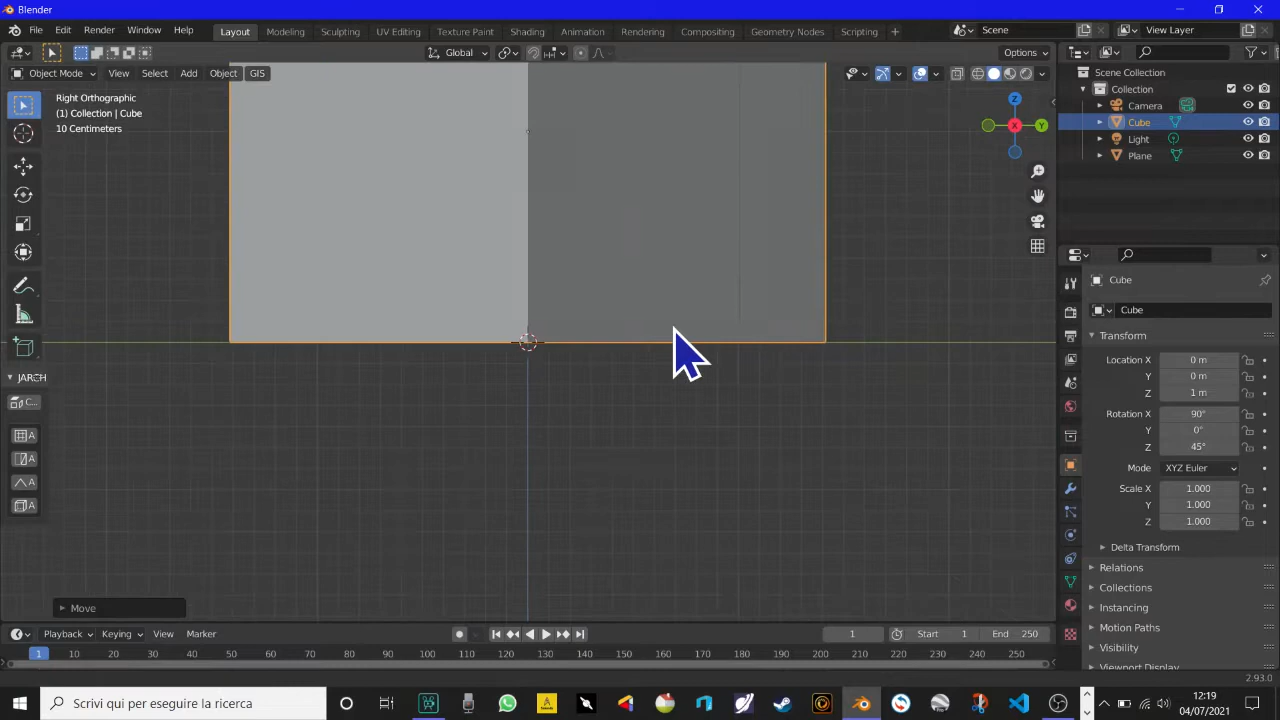 Blender
File Edit Render Window Help Layout Modeling Sculpting UV Editing Texture Paint Shading Animation Rendering Compositing Geometry Nodes Scripting + Scene View Layer
Global Options
Object Mode View Select Add Object GIS
Right Orthographic
(1) Collection | Cube
10 Centimeters
Z
X
Y
JARCH
C...
A
A
A
A
Move
Scene Collection
Collection
Camera
Cube
Light
Plane
Cube
Cube
Transform
Location X 0 m
Y 0 m
Z 1 m
Rotation X 90°
Y 0°
Z 45°
Mode XYZ Euler
Scale X 1.000
Y 1.000
Z 1.000
Delta Transform
Relations
Collections
Instancing
Motion Paths
Visibility
Viewport Display
Playback Keying View Marker 1 Start 1 End 250
1 10 20 30 40 50 60 70 80 90 100 110 120 130 140 150 160 170 180 190 200 210 220 230 240 250
2.93.0
Scrivi qui per eseguire la ricerca
12:19
04/07/2021